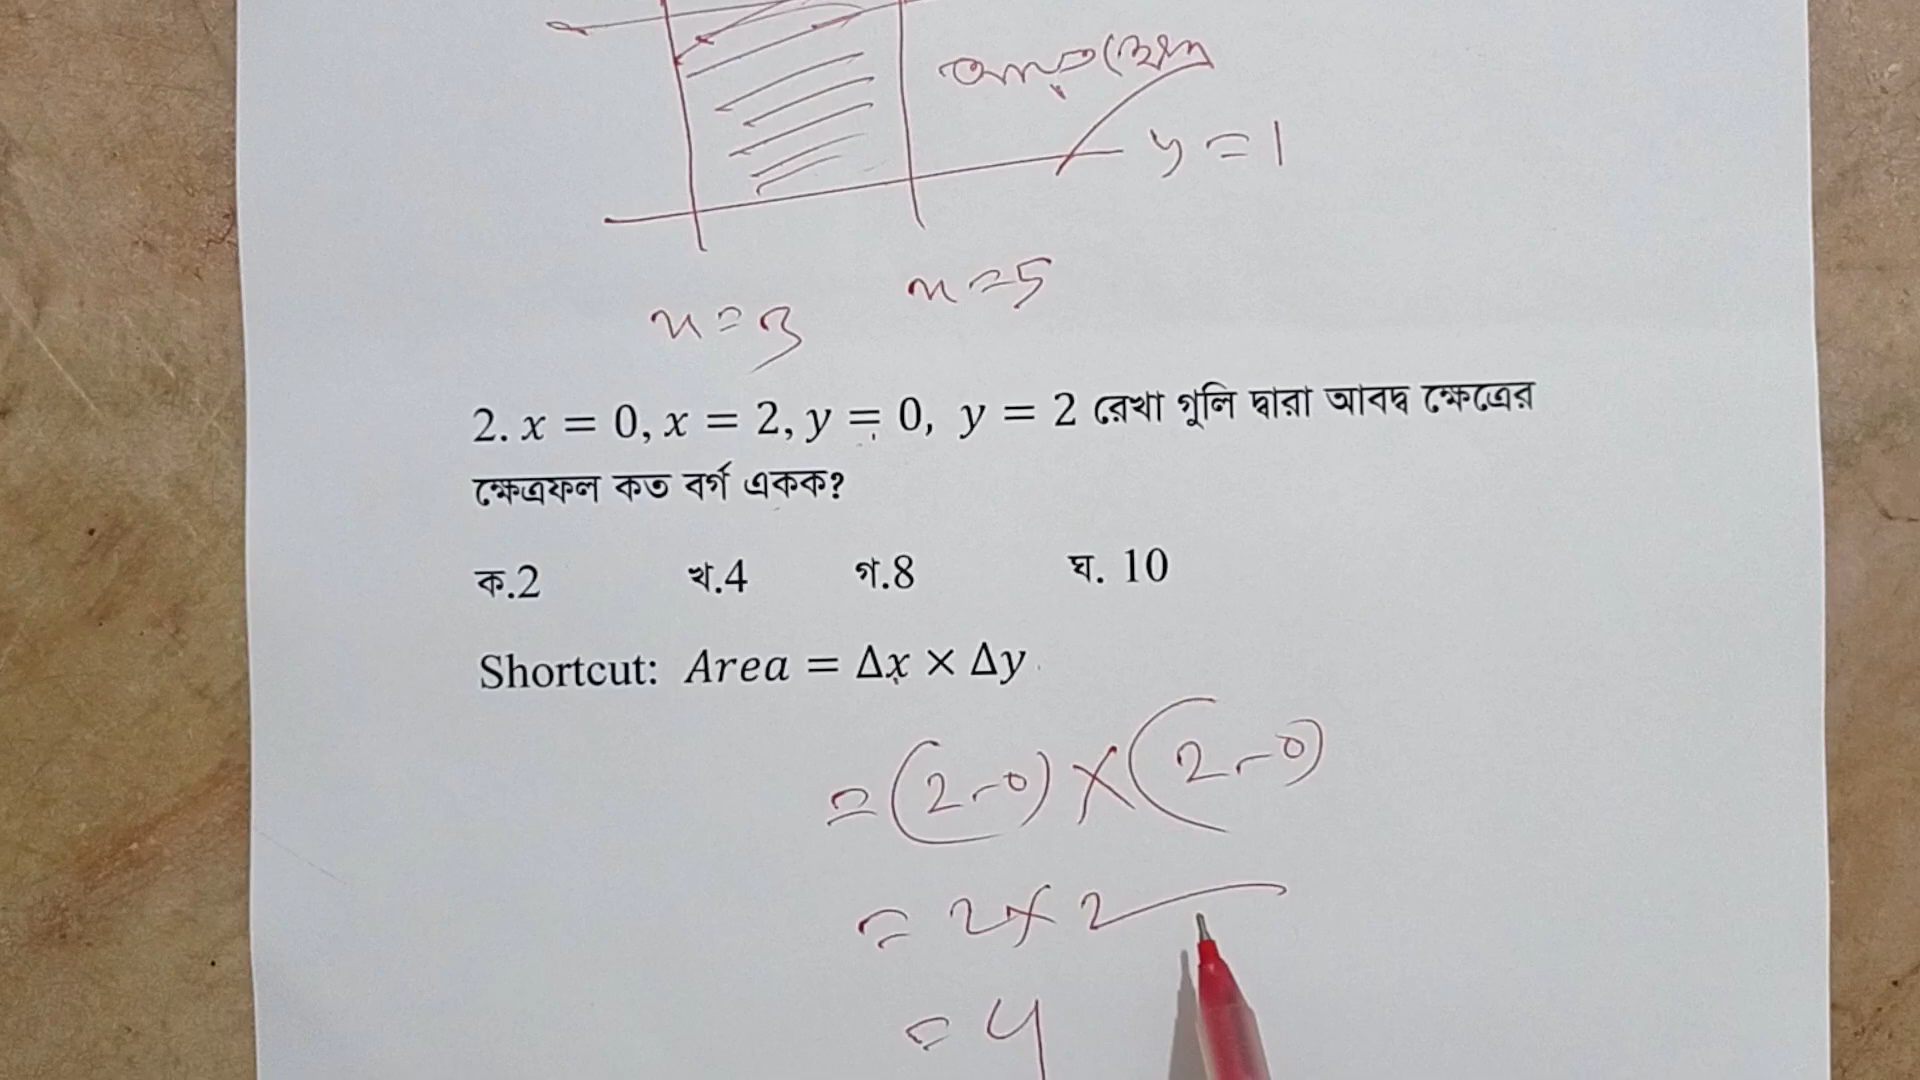 y = 1
x = 5
x = 3
2. x = 0, x = 2, y = 0, y = 2 রেখা গূলি দ্বারা আবদ্ব ক্ষেত্রের
ক্ষেত্রফল কত বর্গ একক?
ক.2 খ.4 গ.8 ঘ. 10
Shortcut: Area = Δx × Δy
= (2-0) × (2-0)
= 2 × 2
= 4